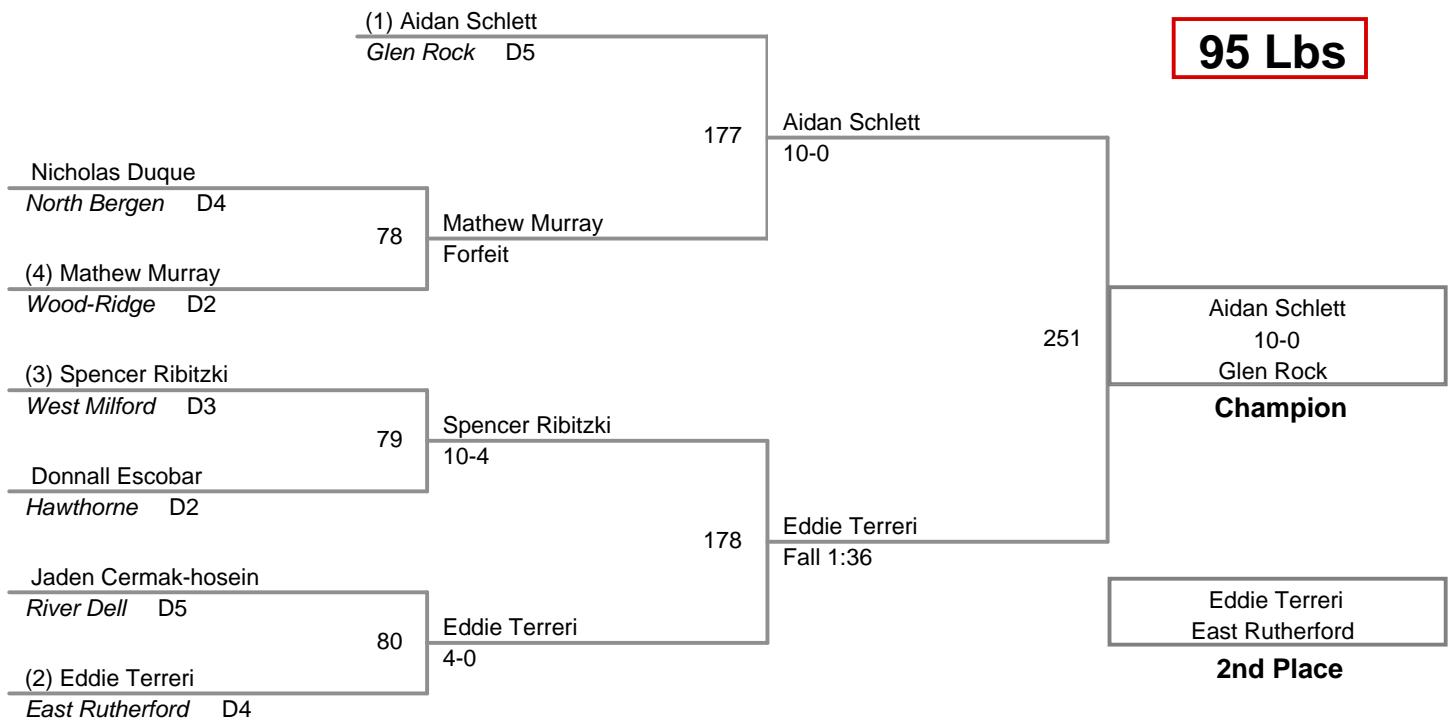 (1) Aidan Schlett
Glen Rock D5
95 Lbs
177
Aidan Schlett
10-0
Nicholas Duque
North Bergen D4
78
Mathew Murray
Forfeit
(4) Mathew Murray
Wood-Ridge D2
251
Aidan Schlett
10-0
Glen Rock
Champion
(3) Spencer Ribitzki
West Milford D3
79
Spencer Ribitzki
10-4
Donnall Escobar
Hawthorne D2
178
Eddie Terreri
Fall 1:36
Jaden Cermak-hosein
River Dell D5
80
Eddie Terreri
4-0
(2) Eddie Terreri
East Rutherford D4
Eddie Terreri
East Rutherford
2nd Place